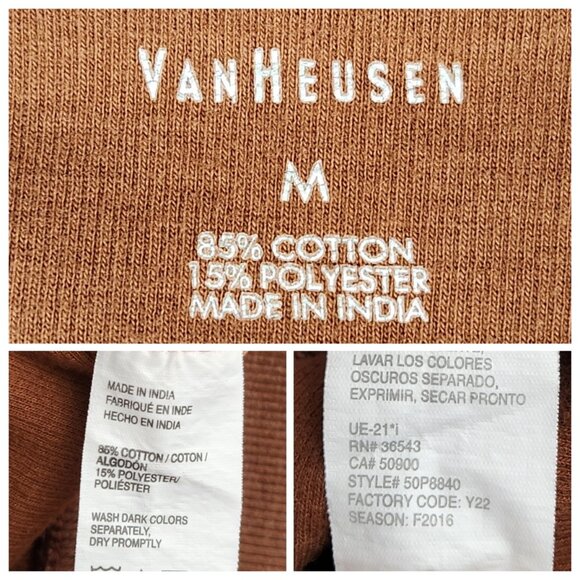 VANHEUSEN
M
85% COTTON
15% POLYESTER
MADE IN INDIA
MADE IN INDIA
FABRIQUÉ EN INDE
HECHO EN INDIA
85% COTTON / COTON /
ALGODÓN
15% POLYESTER/
POLIÉSTER
WASH DARK COLORS
SEPARATELY,
DRY PROMPTLY
LAVAR LOS COLORES
OSCUROS SEPARADO,
EXPRIMIR, SECAR PRONTO
UE-21*i
RN# 36543
CA# 50900
STYLE# 50P8840
FACTORY CODE: Y22
SEASON: F2016